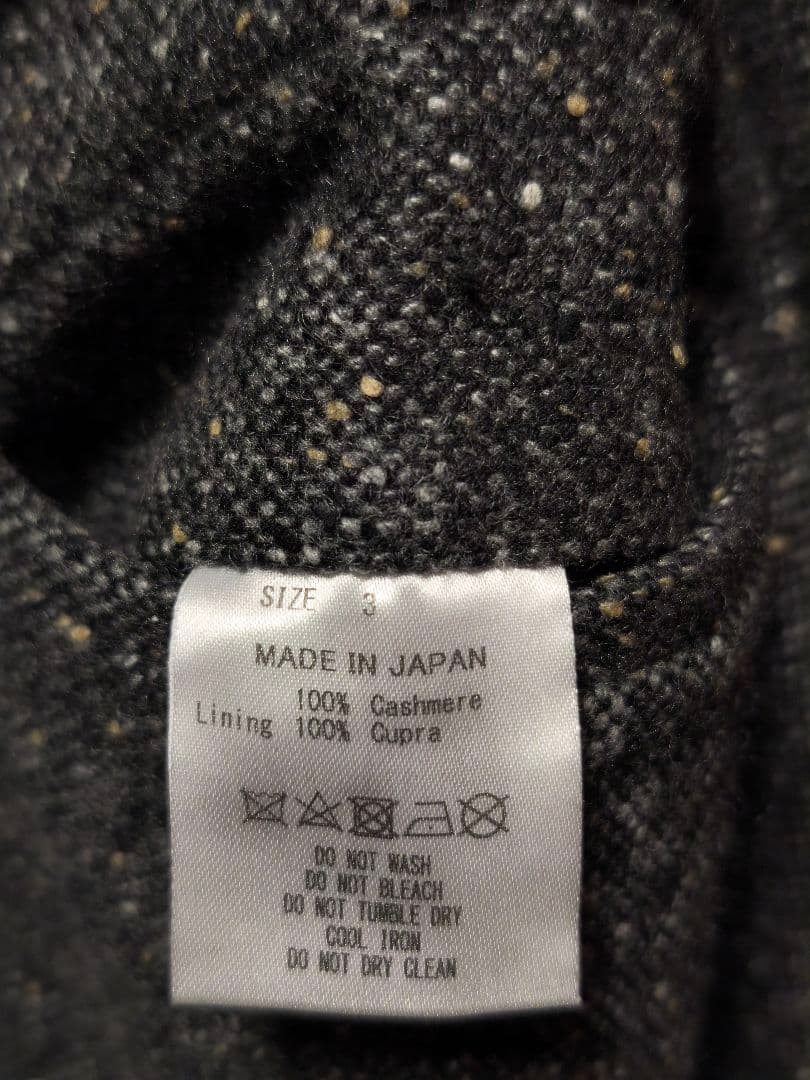 SIZE 3
MADE IN JAPAN
100% Cashmere
Lining 100% Cupra
DO NOT WASH
DO NOT BLEACH
DO NOT TUMBLE DRY
COOL IRON
DO NOT DRY CLEAN